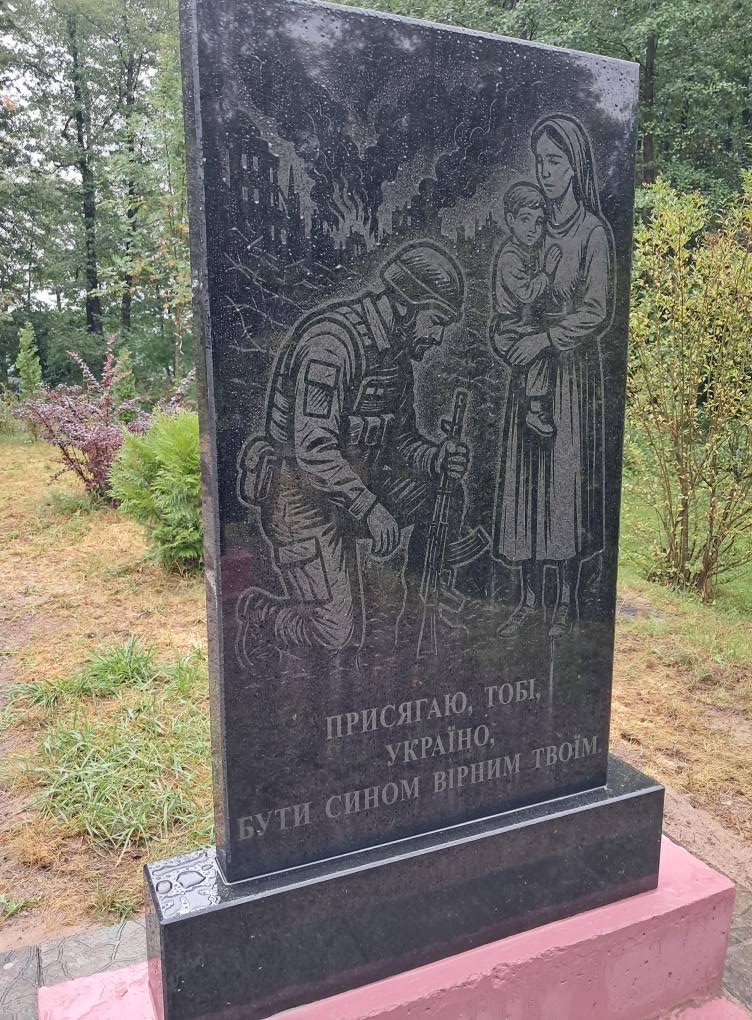 ПРИСЯГАЮ, ТОБІ,
УКРАЇНО,
БУТИ СИНОМ ВІРНИМ ТВОЇМ